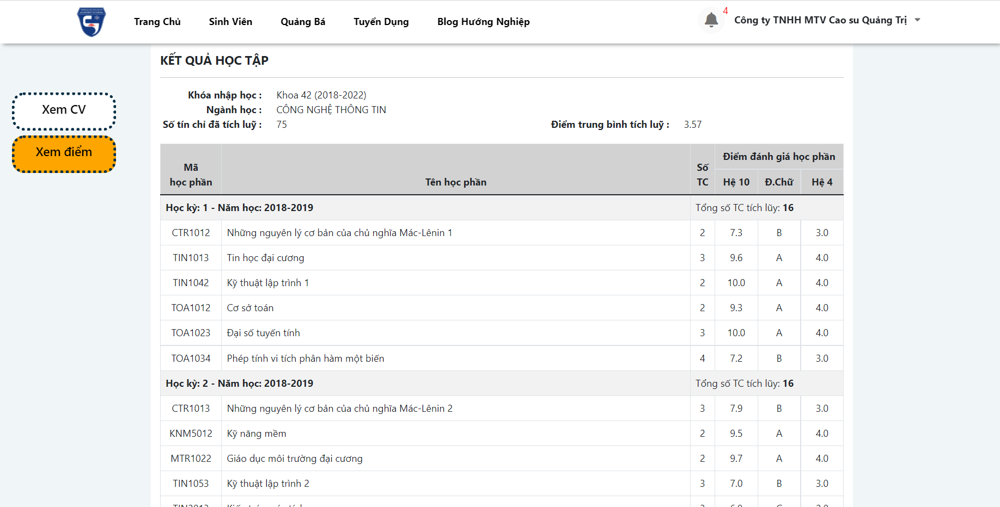 Trang Chủ Sinh Viên Quảng Bá Tuyển Dụng Blog Hướng Nghiệp 4 Công ty TNHH MTV Cao su Quảng Trị
Xem CV
Xem điểm
KẾT QUẢ HỌC TẬP
Khóa nhập học : Khoa 42 (2018-2022)
Ngành học : CÔNG NGHỆ THÔNG TIN
Số tín chỉ đã tích luỹ : 75 Điểm trung bình tích luỹ : 3.57
Mã học phần Tên học phần Số TC Điểm đánh giá học phần
Hệ 10 Đ.Chữ Hệ 4
Học kỳ: 1 - Năm học: 2018-2019 Tổng số TC tích lũy: 16
CTR1012 Những nguyên lý cơ bản của chủ nghĩa Mác-Lênin 1 2 7.3 B 3.0
TIN1013 Tin học đại cương 3 9.6 A 4.0
TIN1042 Kỹ thuật lập trình 1 2 10.0 A 4.0
TOA1012 Cơ sở toán 2 9.3 A 4.0
TOA1023 Đại số tuyến tính 3 10.0 A 4.0
TOA1034 Phép tính vi tích phân hàm một biến 4 7.2 B 3.0
Học kỳ: 2 - Năm học: 2018-2019 Tổng số TC tích lũy: 16
CTR1013 Những nguyên lý cơ bản của chủ nghĩa Mác-Lênin 2 3 7.9 B 3.0
KNM5012 Kỹ năng mềm 2 9.5 A 4.0
MTR1022 Giáo dục môi trường đại cương 2 9.7 A 4.0
TIN1053 Kỹ thuật lập trình 2 3 7.0 B 3.0